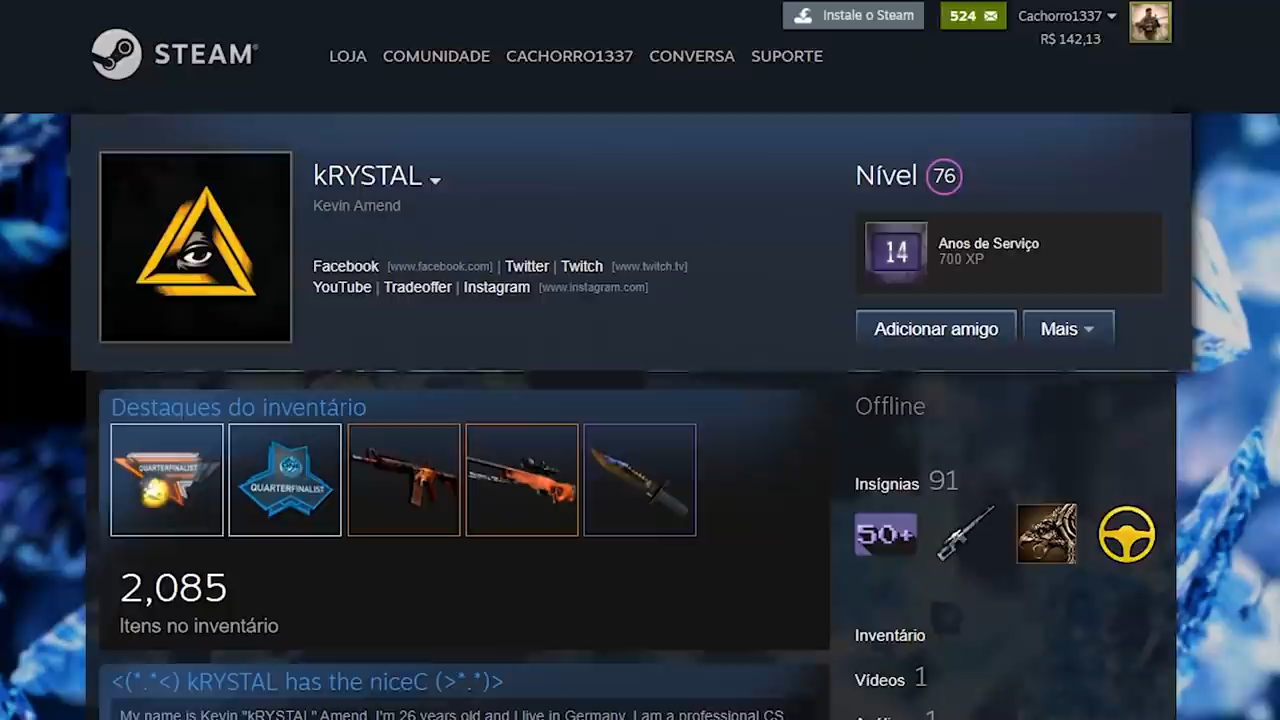 Instale o Steam
524
Cachorro1337
R$ 142,13
STEAM
LOJA COMUNIDADE CACHORRO1337 CONVERSA SUPORTE
kRYSTAL
Kevin Amend
Facebook [www.facebook.com] | Twitter | Twitch [www.twitch.tv]
YouTube | Tradeoffer | Instagram [www.instagram.com]
Nível 76
14
Anos de Serviço
700 XP
Adicionar amigo
Mais
Destaques do inventário
QUARTERFINALIST
QUARTERFINALIST
2,085
Itens no inventário
Offline
Insígnias 91
50+
Inventário
Vídeos 1
<(*.*<) kRYSTAL has the niceC (>*.*)>
My name is Kevin "kRYSTAL" Amend, I'm 26 years old and I live in Germany. I am a professional CS